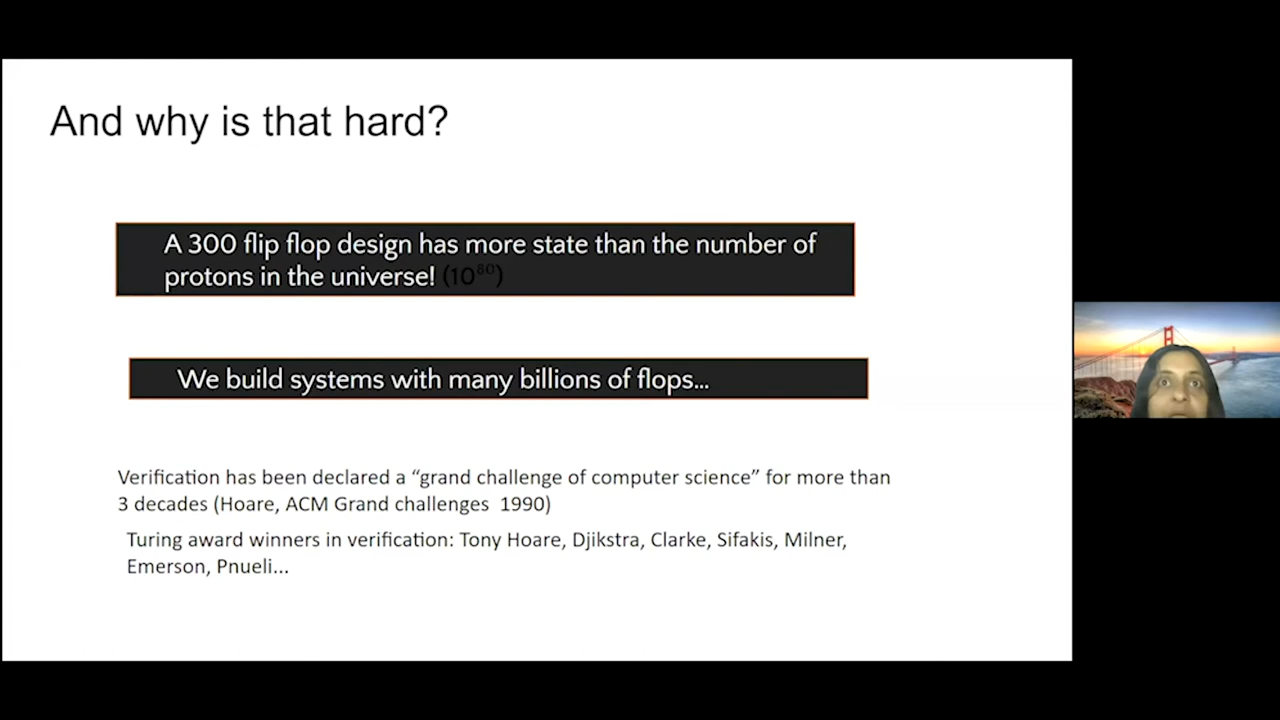 And why is that hard?
A 300 flip flop design has more state than the number of
protons in the universe! (10⁸⁰)
We build systems with many billions of flops...
Verification has been declared a “grand challenge of computer science” for more than
3 decades (Hoare, ACM Grand challenges  1990)
Turing award winners in verification: Tony Hoare, Djikstra, Clarke, Sifakis, Milner,
Emerson, Pnueli...